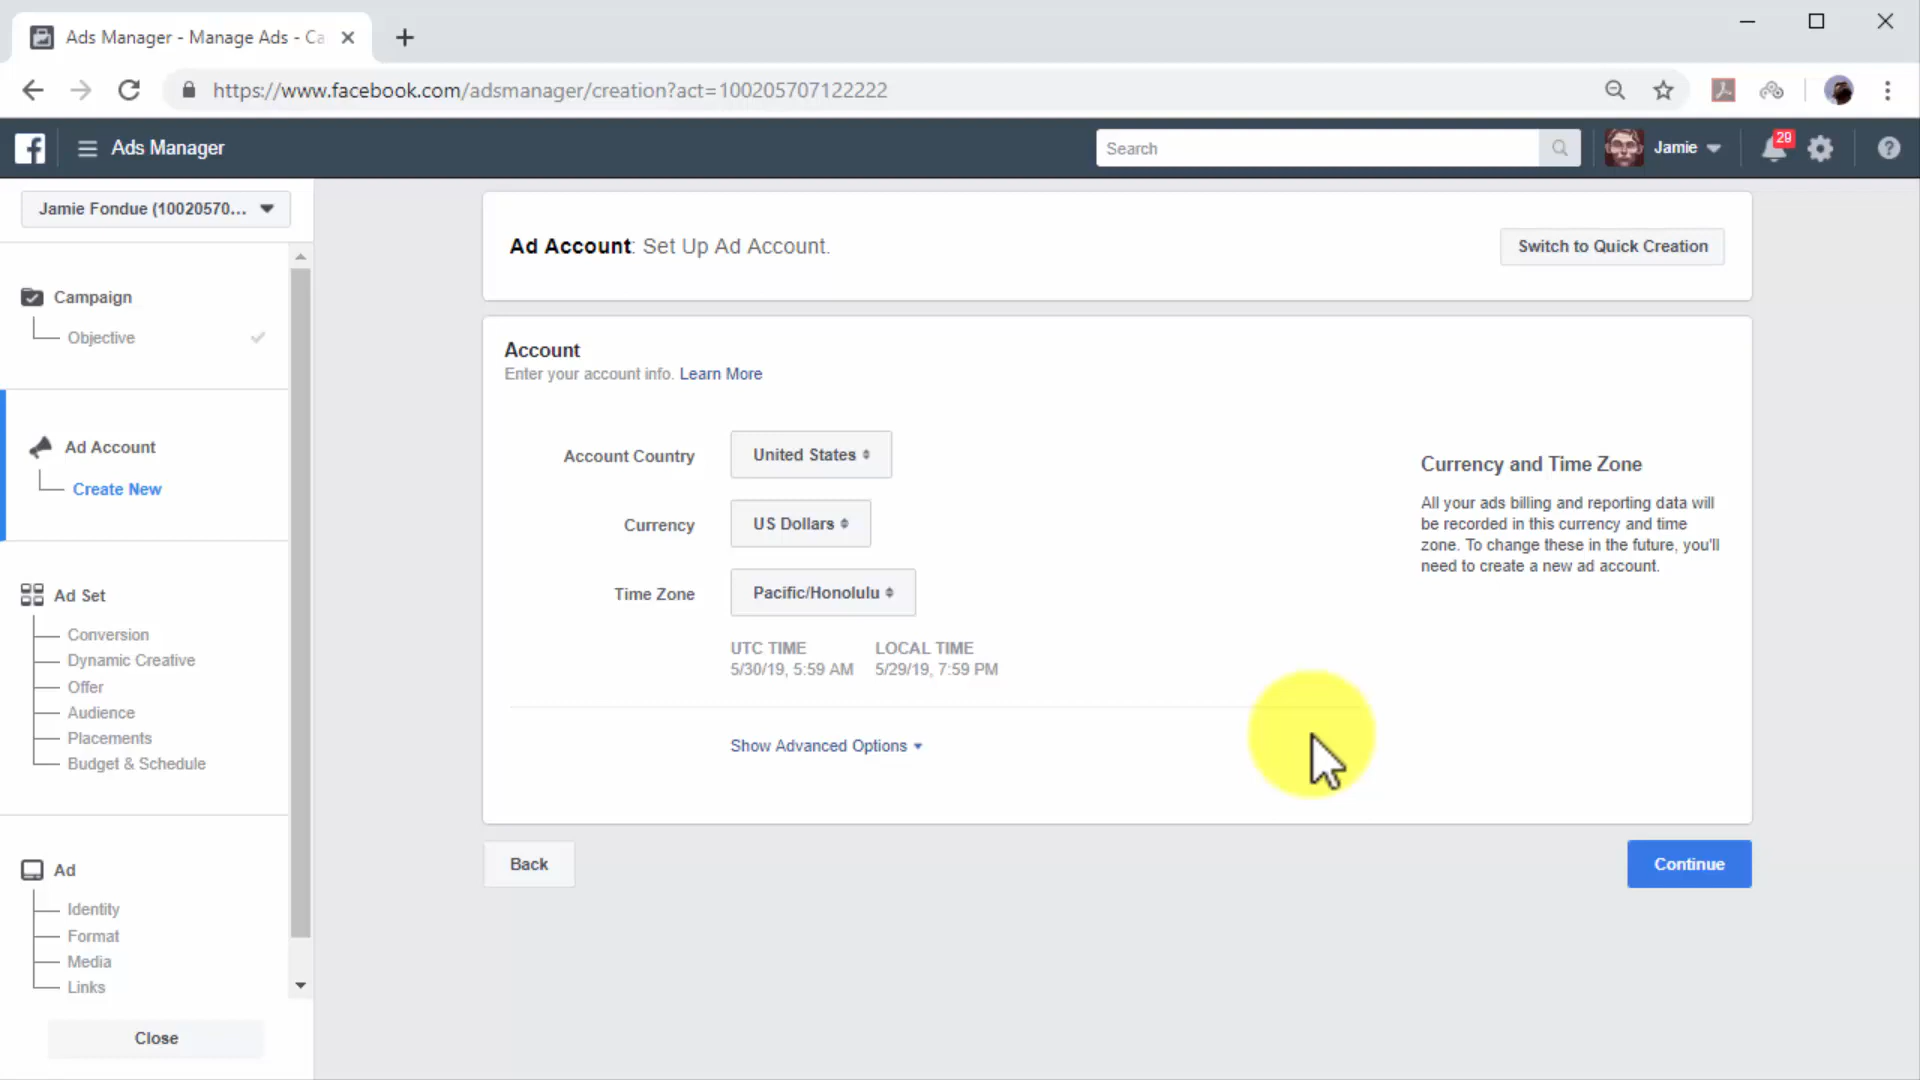 Ads Manager - Manage Ads - Ca
https://www.facebook.com/adsmanager/creation?act=100205707122222
Ads Manager
Search
Jamie
29
Jamie Fondue (10020570...
Campaign
Objective
Ad Account
Create New
Ad Set
Conversion
Dynamic Creative
Offer
Audience
Placements
Budget & Schedule
Ad
Identity
Format
Media
Links
Close
Ad Account: Set Up Ad Account.
Switch to Quick Creation
Account
Enter your account info. Learn More
Account Country
United States
Currency
US Dollars
Time Zone
Pacific/Honolulu
UTC TIME
5/30/19, 5:59 AM
LOCAL TIME
5/29/19, 7:59 PM
Show Advanced Options
Currency and Time Zone
All your ads billing and reporting data will
be recorded in this currency and time
zone. To change these in the future, you'll
need to create a new ad account.
Back
Continue